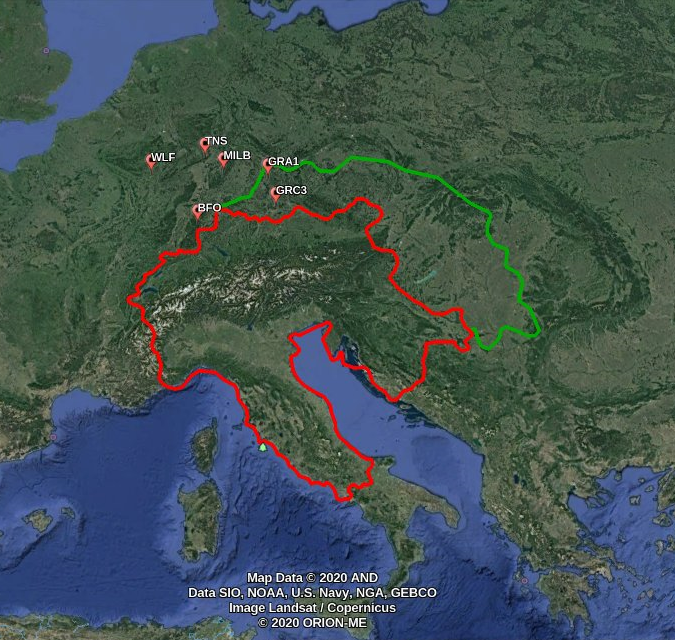 TNS
WLF
MILB
GRA1
GRC3
BFO
Map Data © 2020 AND
Data SIO, NOAA, U.S. Navy, NGA, GEBCO
Image Landsat / Copernicus
© 2020 ORION-ME